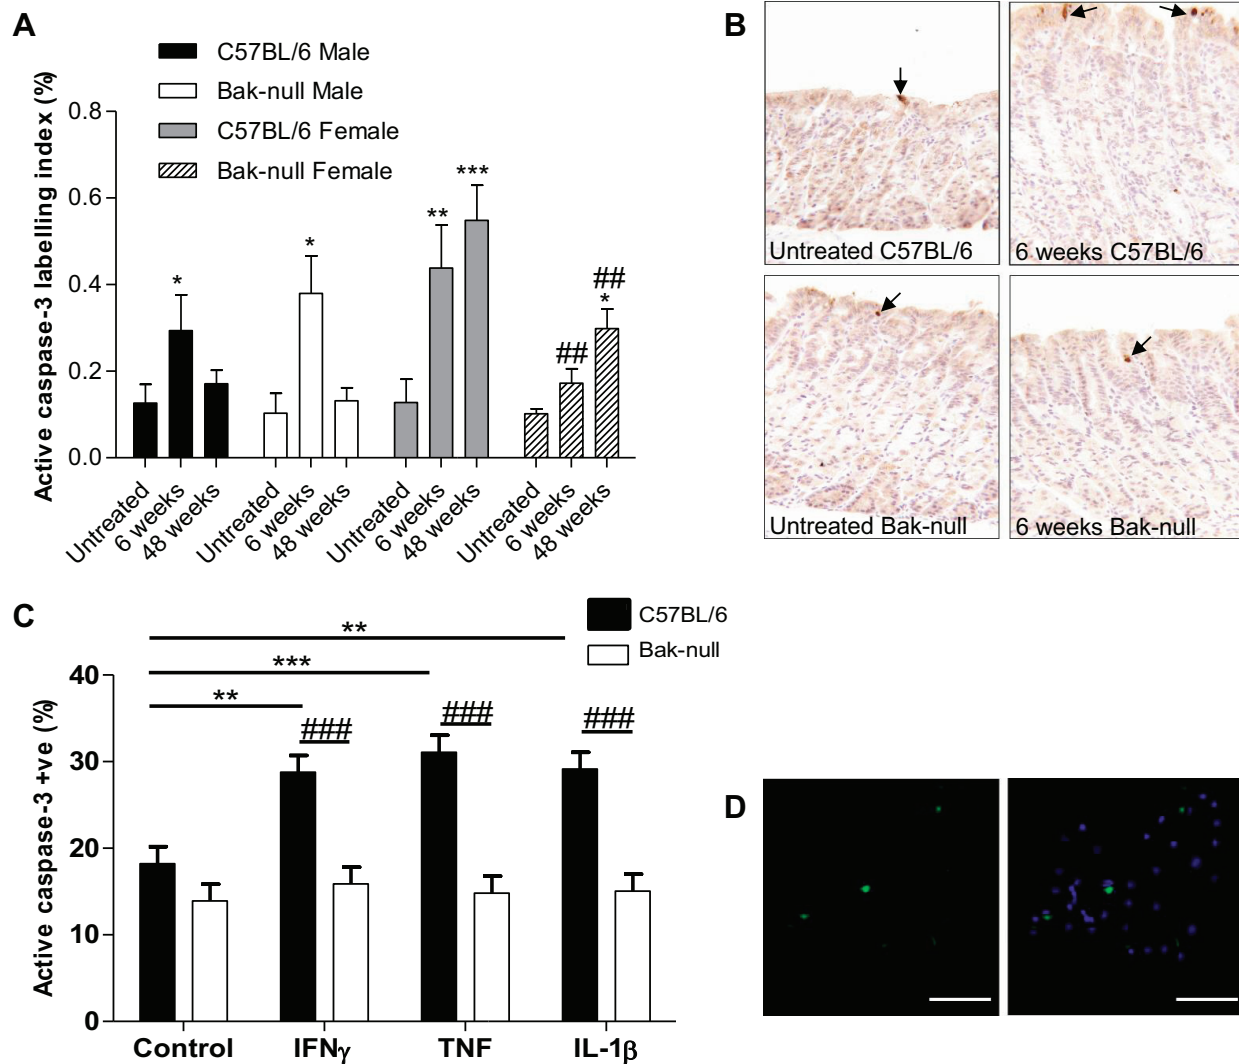 A
C57BL/6 Male
Bak-null Male
C57BL/6 Female
Bak-null Female
Active caspase-3 labelling index (%)
0.8
0.6
0.4
0.2
0.0
*
*
**
***
##
##
*
Untreated
6 weeks
48 weeks
Untreated
6 weeks
48 weeks
Untreated
6 weeks
48 weeks
Untreated
6 weeks
48 weeks
B
Untreated C57BL/6
6 weeks C57BL/6
Untreated Bak-null
6 weeks Bak-null
C
C57BL/6
Bak-null
Active caspase-3 +ve (%)
40
30
20
10
0
**
***
**
###
###
###
Control
IFNγ
TNF
IL-1β
D